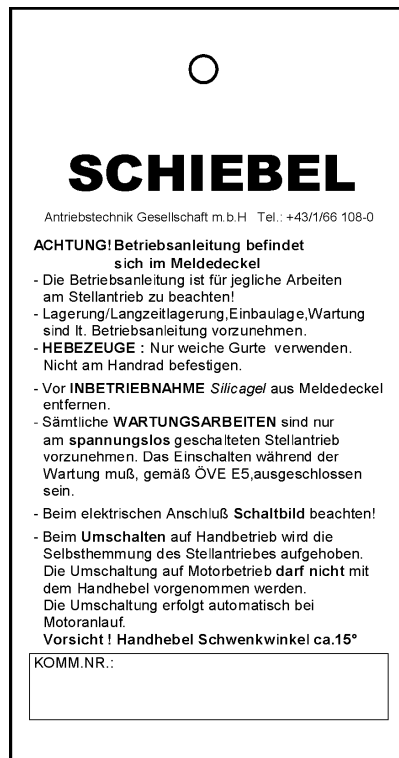 SCHIEBEL
Antriebstechnik Gesellschaft m.b.H Tel.: +43/1/66 108-0
ACHTUNG! Betriebsanleitung befindet
sich im Meldedeckel
- Die Betriebsanleitung ist für jegliche Arbeiten
am Stellantrieb zu beachten!
- Lagerung/Langzeitlagerung,Einbaulage,Wartung
sind lt. Betriebsanleitung vorzunehmen.
- HEBEZEUGE : Nur weiche Gurte verwenden.
Nicht am Handrad befestigen.
- Vor INBETRIEBNAHME Silicagel aus Meldedeckel
entfernen.
- Sämtliche WARTUNGSARBEITEN sind nur
am spannungslos geschalteten Stellantrieb
vorzunehmen. Das Einschalten während der
Wartung muß, gemäß ÖVE E5,ausgeschlossen
sein.
- Beim elektrischen Anschluß Schaltbild beachten!
- Beim Umschalten auf Handbetrieb wird die
Selbsthemmung des Stellantriebes aufgehoben.
Die Umschaltung auf Motorbetrieb darf nicht mit
dem Handhebel vorgenommen werden.
Die Umschaltung erfolgt automatisch bei
Motoranlauf.
Vorsicht ! Handhebel Schwenkwinkel ca.15°
KOMM.NR.: